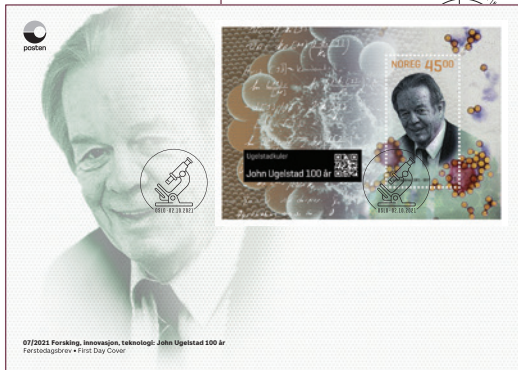 posten
NOREG 45 00
Ugelstadkuler
John Ugelstad 100 år
OSLO · 02.10.2021
OSLO · 02.10.2021
07/2021 Forsking, innovasjon, teknologi: John Ugelstad 100 år
Førstedagsbrev • First Day Cover